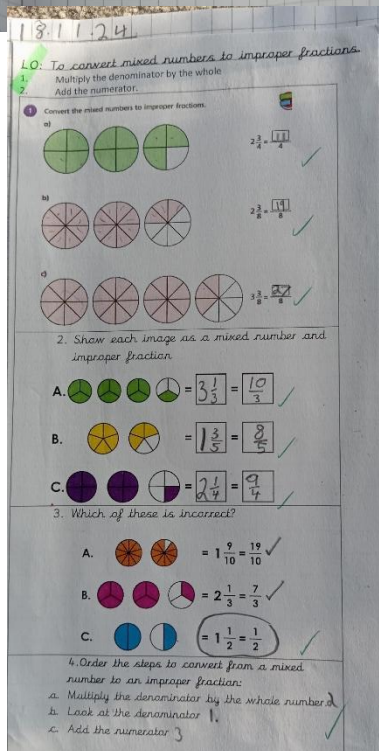 18.11.24
LO: To convert mixed numbers to improper fractions.
1. Multiply the denominator by the whole
2. Add the numerator.
1 Convert the mixed numbers to improper fractions.
a)
2 3/4 = 11/4
b)
2 3/8 = 19/8
c)
3 3/8 = 27/8
2. Show each image as a mixed number and
improper fraction
A. = 3 1/3 = 10/3
B. = 1 3/5 = 8/5
C. = 2 1/4 = 9/4
3. Which of these is incorrect?
A. = 1 9/10 = 19/10
B. = 2 1/3 = 7/3
C. = 1 1/2 = 1/2
4. Order the steps to convert from a mixed
number to an improper fraction:
a. Multiply the denominator by the whole number. 2
b. Look at the denominator 1.
c. Add the numerator 3